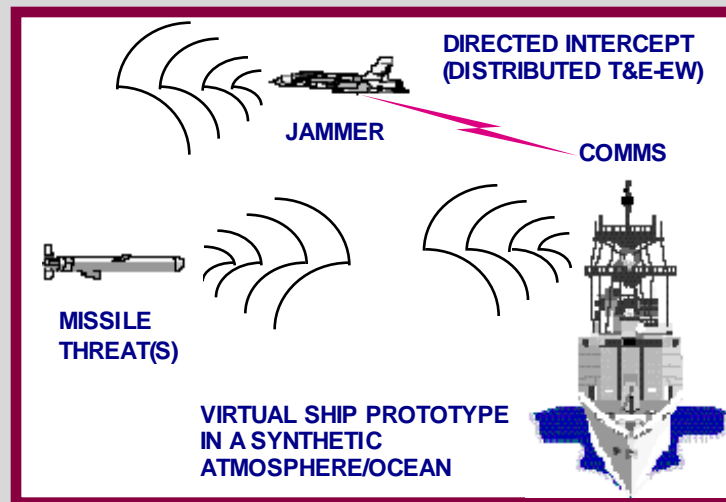 DIRECTED INTERCEPT
(DISTRIBUTED T&E-EW)
JAMMER
COMMS
MISSILE
THREAT(S)
VIRTUAL SHIP PROTOTYPE
IN A SYNTHETIC
ATMOSPHERE/OCEAN